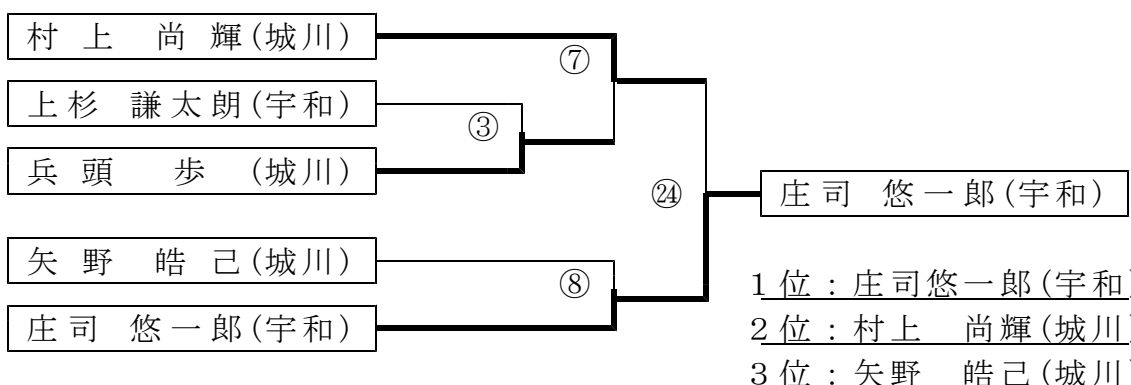 村上 尚輝(城川)
⑦
上杉 謙太朗(宇和)
③
兵頭 歩 (城川)
㉔
庄司 悠一郎(宇和)
矢野 皓己(城川)
⑧
庄司 悠一郎(宇和)
1位：庄司悠一郎(宇和)
2位：村上 尚輝(城川)
3位：矢野 皓己(城川)